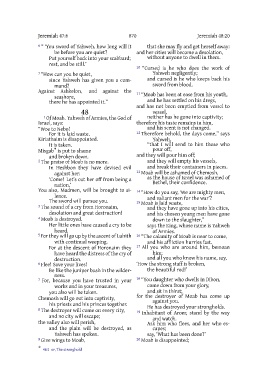 Jeremiah 47:6
870
Jeremiah 48:20
6 "'You sword of Yahweh, how long will it
be before you are quiet?
Put yourself back into your scabbard;
rest, and be still.'
7 "How can you be quiet,
since Yahweh has given you a com-
mand?
Against Ashkelon, and against the
seashore,
there he has appointed it."
48
1 Of Moab. Yahweh of Armies, the God of
Israel, says:
"Woe to Nebo!
For it is laid waste.
Kiriathaim is disappointed.
It is taken.
Misgab* is put to shame
and broken down.
2 The praise of Moab is no more.
In Heshbon they have devised evil
against her:
'Come! Let's cut her off from being a
nation.'
You also, Madmen, will be brought to si-
lence.
The sword will pursue you.
3 The sound of a cry from Horonaim,
desolation and great destruction!
4 Moab is destroyed.
Her little ones have caused a cry to be
heard.
5 For they will go up by the ascent of Luhith
with continual weeping.
For at the descent of Horonaim they
have heard the distress of the cry of
destruction.
6 Flee! Save your lives!
Be like the juniper bush in the wilder-
ness.
7 For, because you have trusted in your
works and in your treasures,
you also will be taken.
Chemosh will go out into captivity,
his priests and his princes together.
8 The destroyer will come on every city,
and no city will escape;
the valley also will perish,
and the plain will be destroyed, as
Yahweh has spoken.
9 Give wings to Moab,
that she may fly and get herself away:
and her cities will become a desolation,
without anyone to dwell in them.
10 "Cursed is he who does the work of
Yahweh negligently;
and cursed is he who keeps back his
sword from blood.
11 "Moab has been at ease from his youth,
and he has settled on his dregs,
and has not been emptied from vessel to
vessel,
neither has he gone into captivity;
therefore his taste remains in him,
and his scent is not changed.
12 Therefore behold, the days come," says
Yahweh,
"that I will send to him those who
pour off,
and they will pour him off;
and they will empty his vessels,
and break their containers in pieces.
13 Moab will be ashamed of Chemosh,
as the house of Israel was ashamed of
Bethel, their confidence.
14 "How do you say, 'We are mighty men,
and valiant men for the war'?
15 Moab is laid waste,
and they have gone up into his cities,
and his chosen young men have gone
down to the slaughter,"
says the King, whose name is Yahweh
of Armies.
16 "The calamity of Moab is near to come,
and his affliction hurries fast.
17 All you who are around him, bemoan
him;
and all you who know his name, say,
'How the strong staff is broken,
the beautiful rod!'
18 "You daughter who dwells in Dibon,
come down from your glory,
and sit in thirst;
for the destroyer of Moab has come up
against you.
He has destroyed your strongholds.
19 Inhabitant of Aroer, stand by the way
and watch.
Ask him who flees, and her who es-
capes;
say, 'What has been done?'
20 Moab is disappointed;